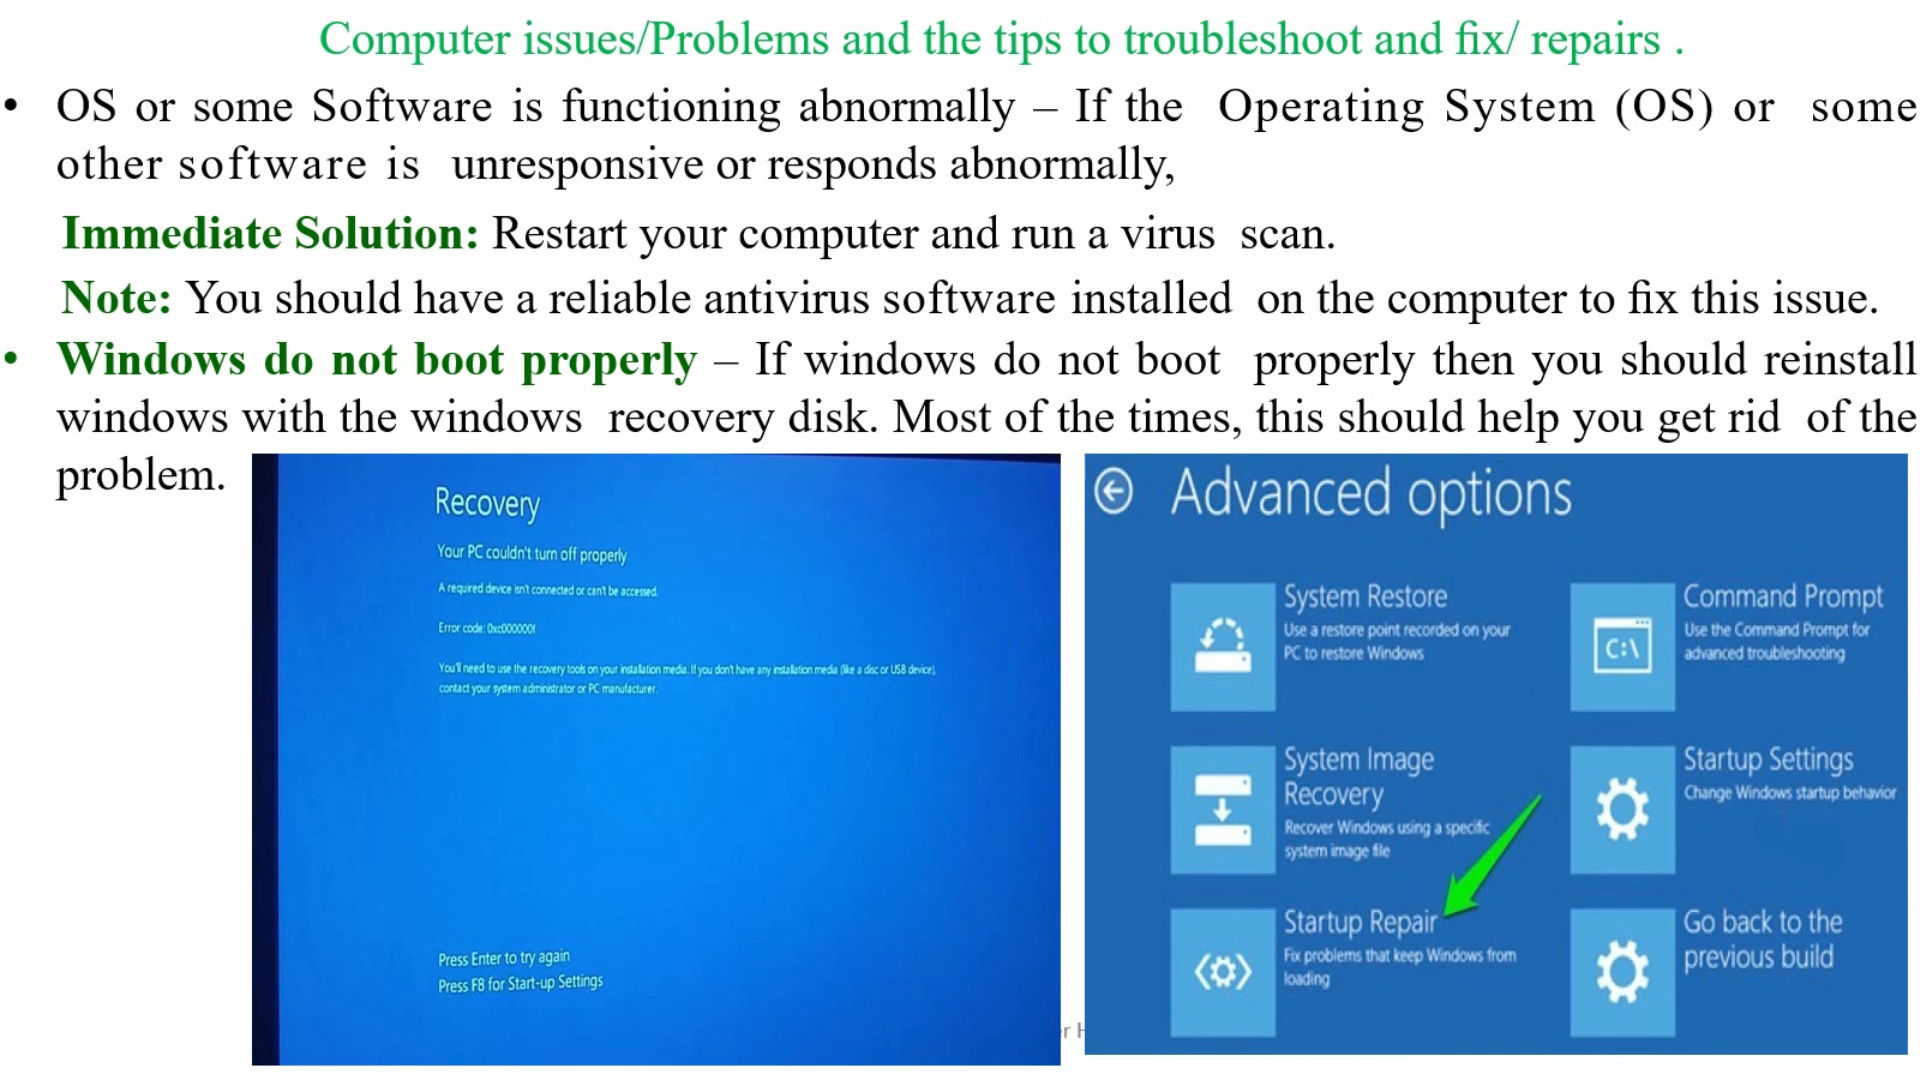 Computer issues/Problems and the tips to troubleshoot and fix/ repairs .
• OS or some Software is functioning abnormally – If the Operating System (OS) or some
other software is unresponsive or responds abnormally,
Immediate Solution: Restart your computer and run a virus scan.
Note: You should have a reliable antivirus software installed on the computer to fix this issue.
• Windows do not boot properly – If windows do not boot properly then you should reinstall
windows with the windows recovery disk. Most of the times, this should help you get rid of the
problem.
Recovery
Your PC couldn't turn off properly
A required device isn't connected or can't be accessed.
Error code: 0xc000000f
You'll need to use the recovery tools on your installation media. If you don't have any installation media (like a disc or USB device),
contact your system administrator or PC manufacturer.
Press Enter to try again
Press F8 for Start-up Settings
Advanced options
System Restore
Use a restore point recorded on your
PC to restore Windows
Command Prompt
Use the Command Prompt for
advanced troubleshooting
C:\
System Image
Recovery
Recover Windows using a specific
system image file
Startup Settings
Change Windows startup behavior
Startup Repair
Fix problems that keep Windows from
loading
Go back to the
previous build